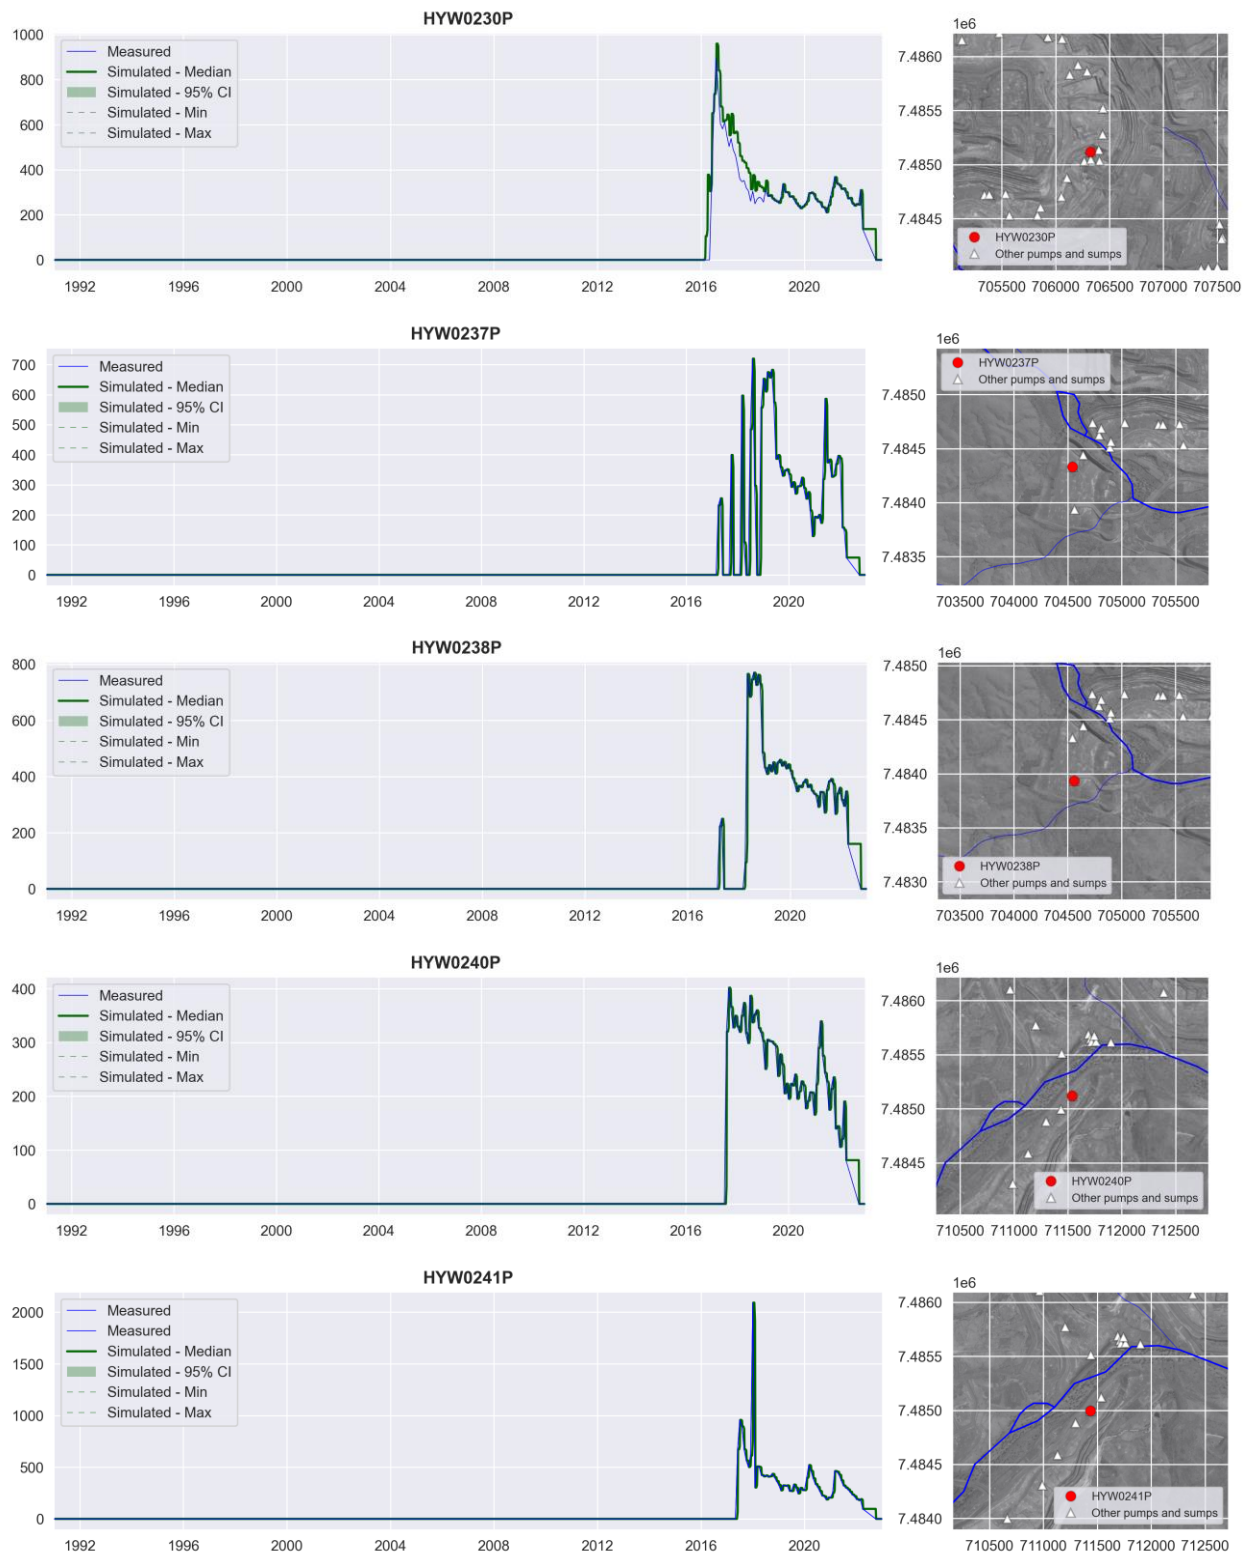 HYW0230P
1000
800
600
400
200
0
Measured
Simulated - Median
Simulated - 95% CI
Simulated - Min
Simulated - Max
1992 1996 2000 2004 2008 2012 2016 2020
1e6
7.4860
7.4855
7.4850
7.4845
HYW0230P
Other pumps and sumps
705500 706000 706500 707000 707500
HYW0237P
700
600
500
400
300
200
100
0
Measured
Simulated - Median
Simulated - 95% CI
Simulated - Min
Simulated - Max
1992 1996 2000 2004 2008 2012 2016 2020
1e6
HYW0237P
Other pumps and sumps
7.4850
7.4845
7.4840
7.4835
703500 704000 704500 705000 705500
HYW0238P
800
600
400
200
0
Measured
Simulated - Median
Simulated - 95% CI
Simulated - Min
Simulated - Max
1992 1996 2000 2004 2008 2012 2016 2020
1e6
7.4850
7.4845
7.4840
7.4835
7.4830
HYW0238P
Other pumps and sumps
703500 704000 704500 705000 705500
HYW0240P
400
300
200
100
0
Measured
Simulated - Median
Simulated - 95% CI
Simulated - Min
Simulated - Max
1992 1996 2000 2004 2008 2012 2016 2020
1e6
7.4860
7.4855
7.4850
7.4845
HYW0240P
Other pumps and sumps
710500 711000 711500 712000 712500
HYW0241P
2000
1500
1000
500
0
Measured
Measured
Simulated - Median
Simulated - 95% CI
Simulated - Min
Simulated - Max
1992 1996 2000 2004 2008 2012 2016 2020
1e6
7.4860
7.4855
7.4850
7.4845
7.4840
HYW0241P
Other pumps and sumps
710500 711000 711500 712000 712500